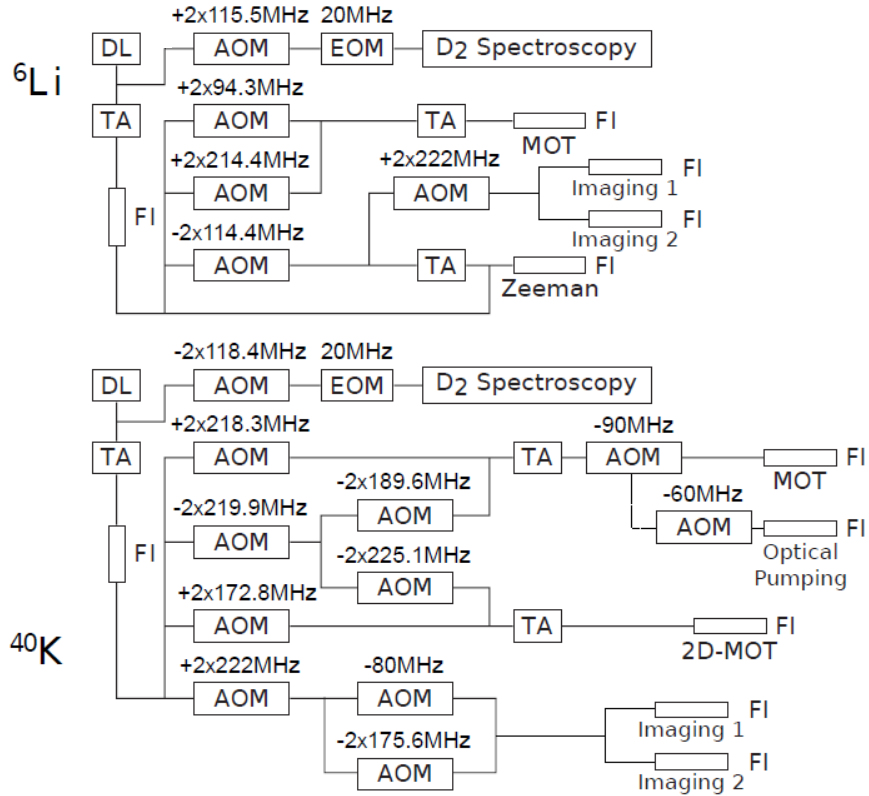 +2x115.5MHz 20MHz
DL AOM EOM D2 Spectroscopy
6Li
+2x94.3MHz
TA AOM TA FI
MOT
+2x214.4MHz +2x222MHz
AOM AOM FI
Imaging 1
FI
FI
Imaging 2
-2x114.4MHz
AOM TA FI
Zeeman
-2x118.4MHz 20MHz
DL AOM EOM D2 Spectroscopy
+2x218.3MHz -90MHz
TA AOM TA AOM FI
MOT
-2x189.6MHz
-2x219.9MHz AOM -60MHz
FI AOM AOM FI
-2x225.1MHz Optical
AOM Pumping
+2x172.8MHz
AOM TA FI
40K 2D-MOT
+2x222MHz -80MHz
AOM AOM FI
Imaging 1
-2x175.6MHz
AOM FI
Imaging 2